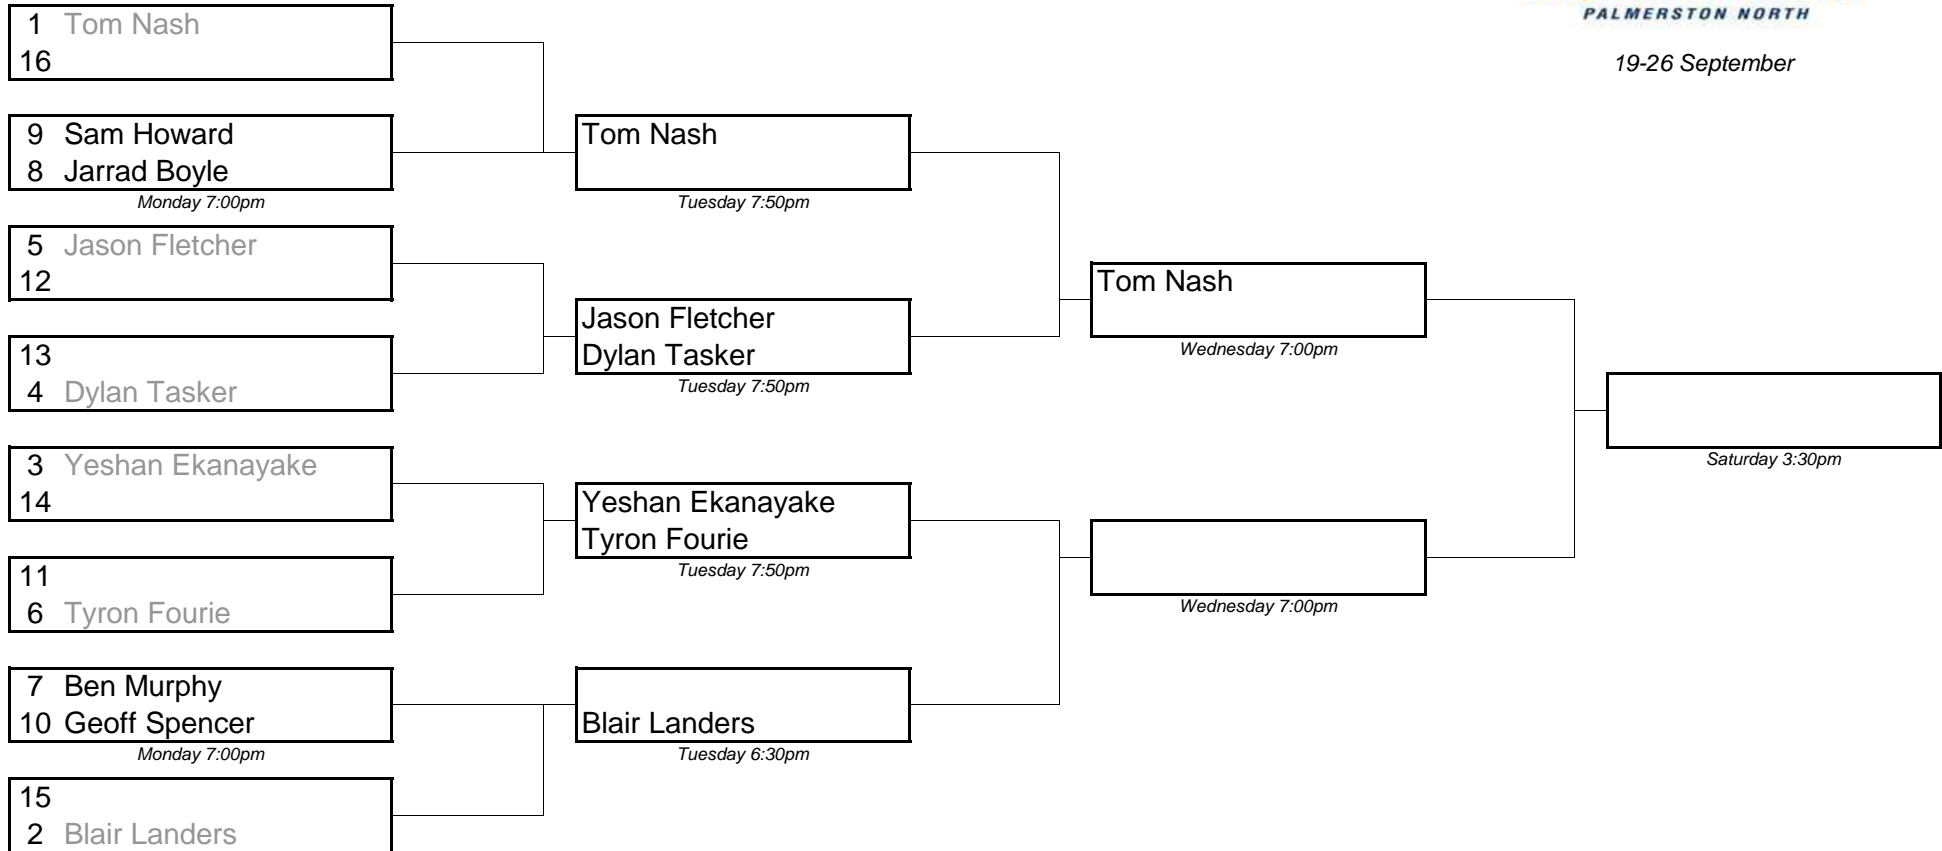 PALMERSTON NORTH
19-26 September
1 Tom Nash
16
9 Sam Howard
8 Jarrad Boyle
Monday 7:00pm
5 Jason Fletcher
12
13
4 Dylan Tasker
3 Yeshan Ekanayake
14
11
6 Tyron Fourie
7 Ben Murphy
10 Geoff Spencer
Monday 7:00pm
15
2 Blair Landers
Tom Nash
Tuesday 7:50pm
Jason Fletcher
Dylan Tasker
Tuesday 7:50pm
Yeshan Ekanayake
Tyron Fourie
Tuesday 7:50pm
Blair Landers
Tuesday 6:30pm
Tom Nash
Wednesday 7:00pm
Wednesday 7:00pm
Saturday 3:30pm